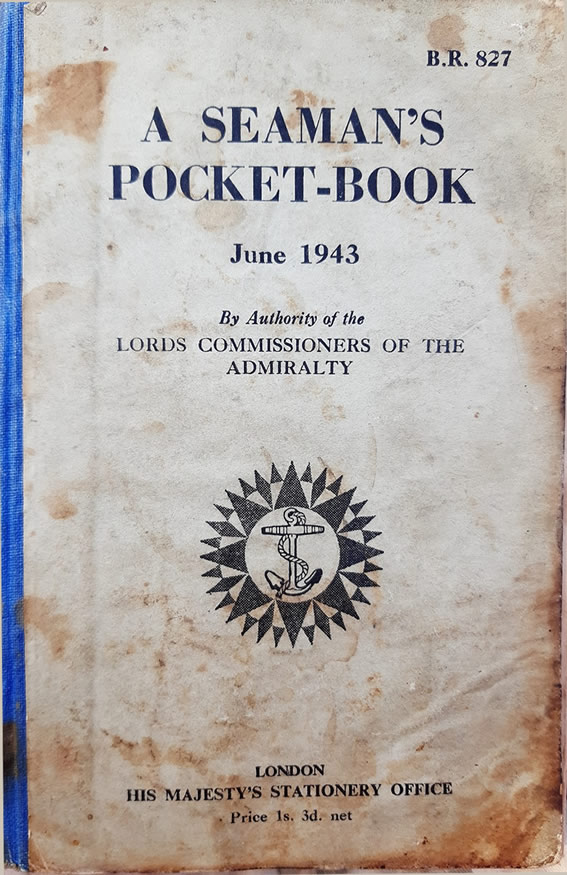 B.R. 827
A SEAMAN'S
POCKET-BOOK
June 1943
By Authority of the
LORDS COMMISSIONERS OF THE
ADMIRALTY
LONDON
HIS MAJESTY'S STATIONERY OFFICE
Price 1s. 3d. net